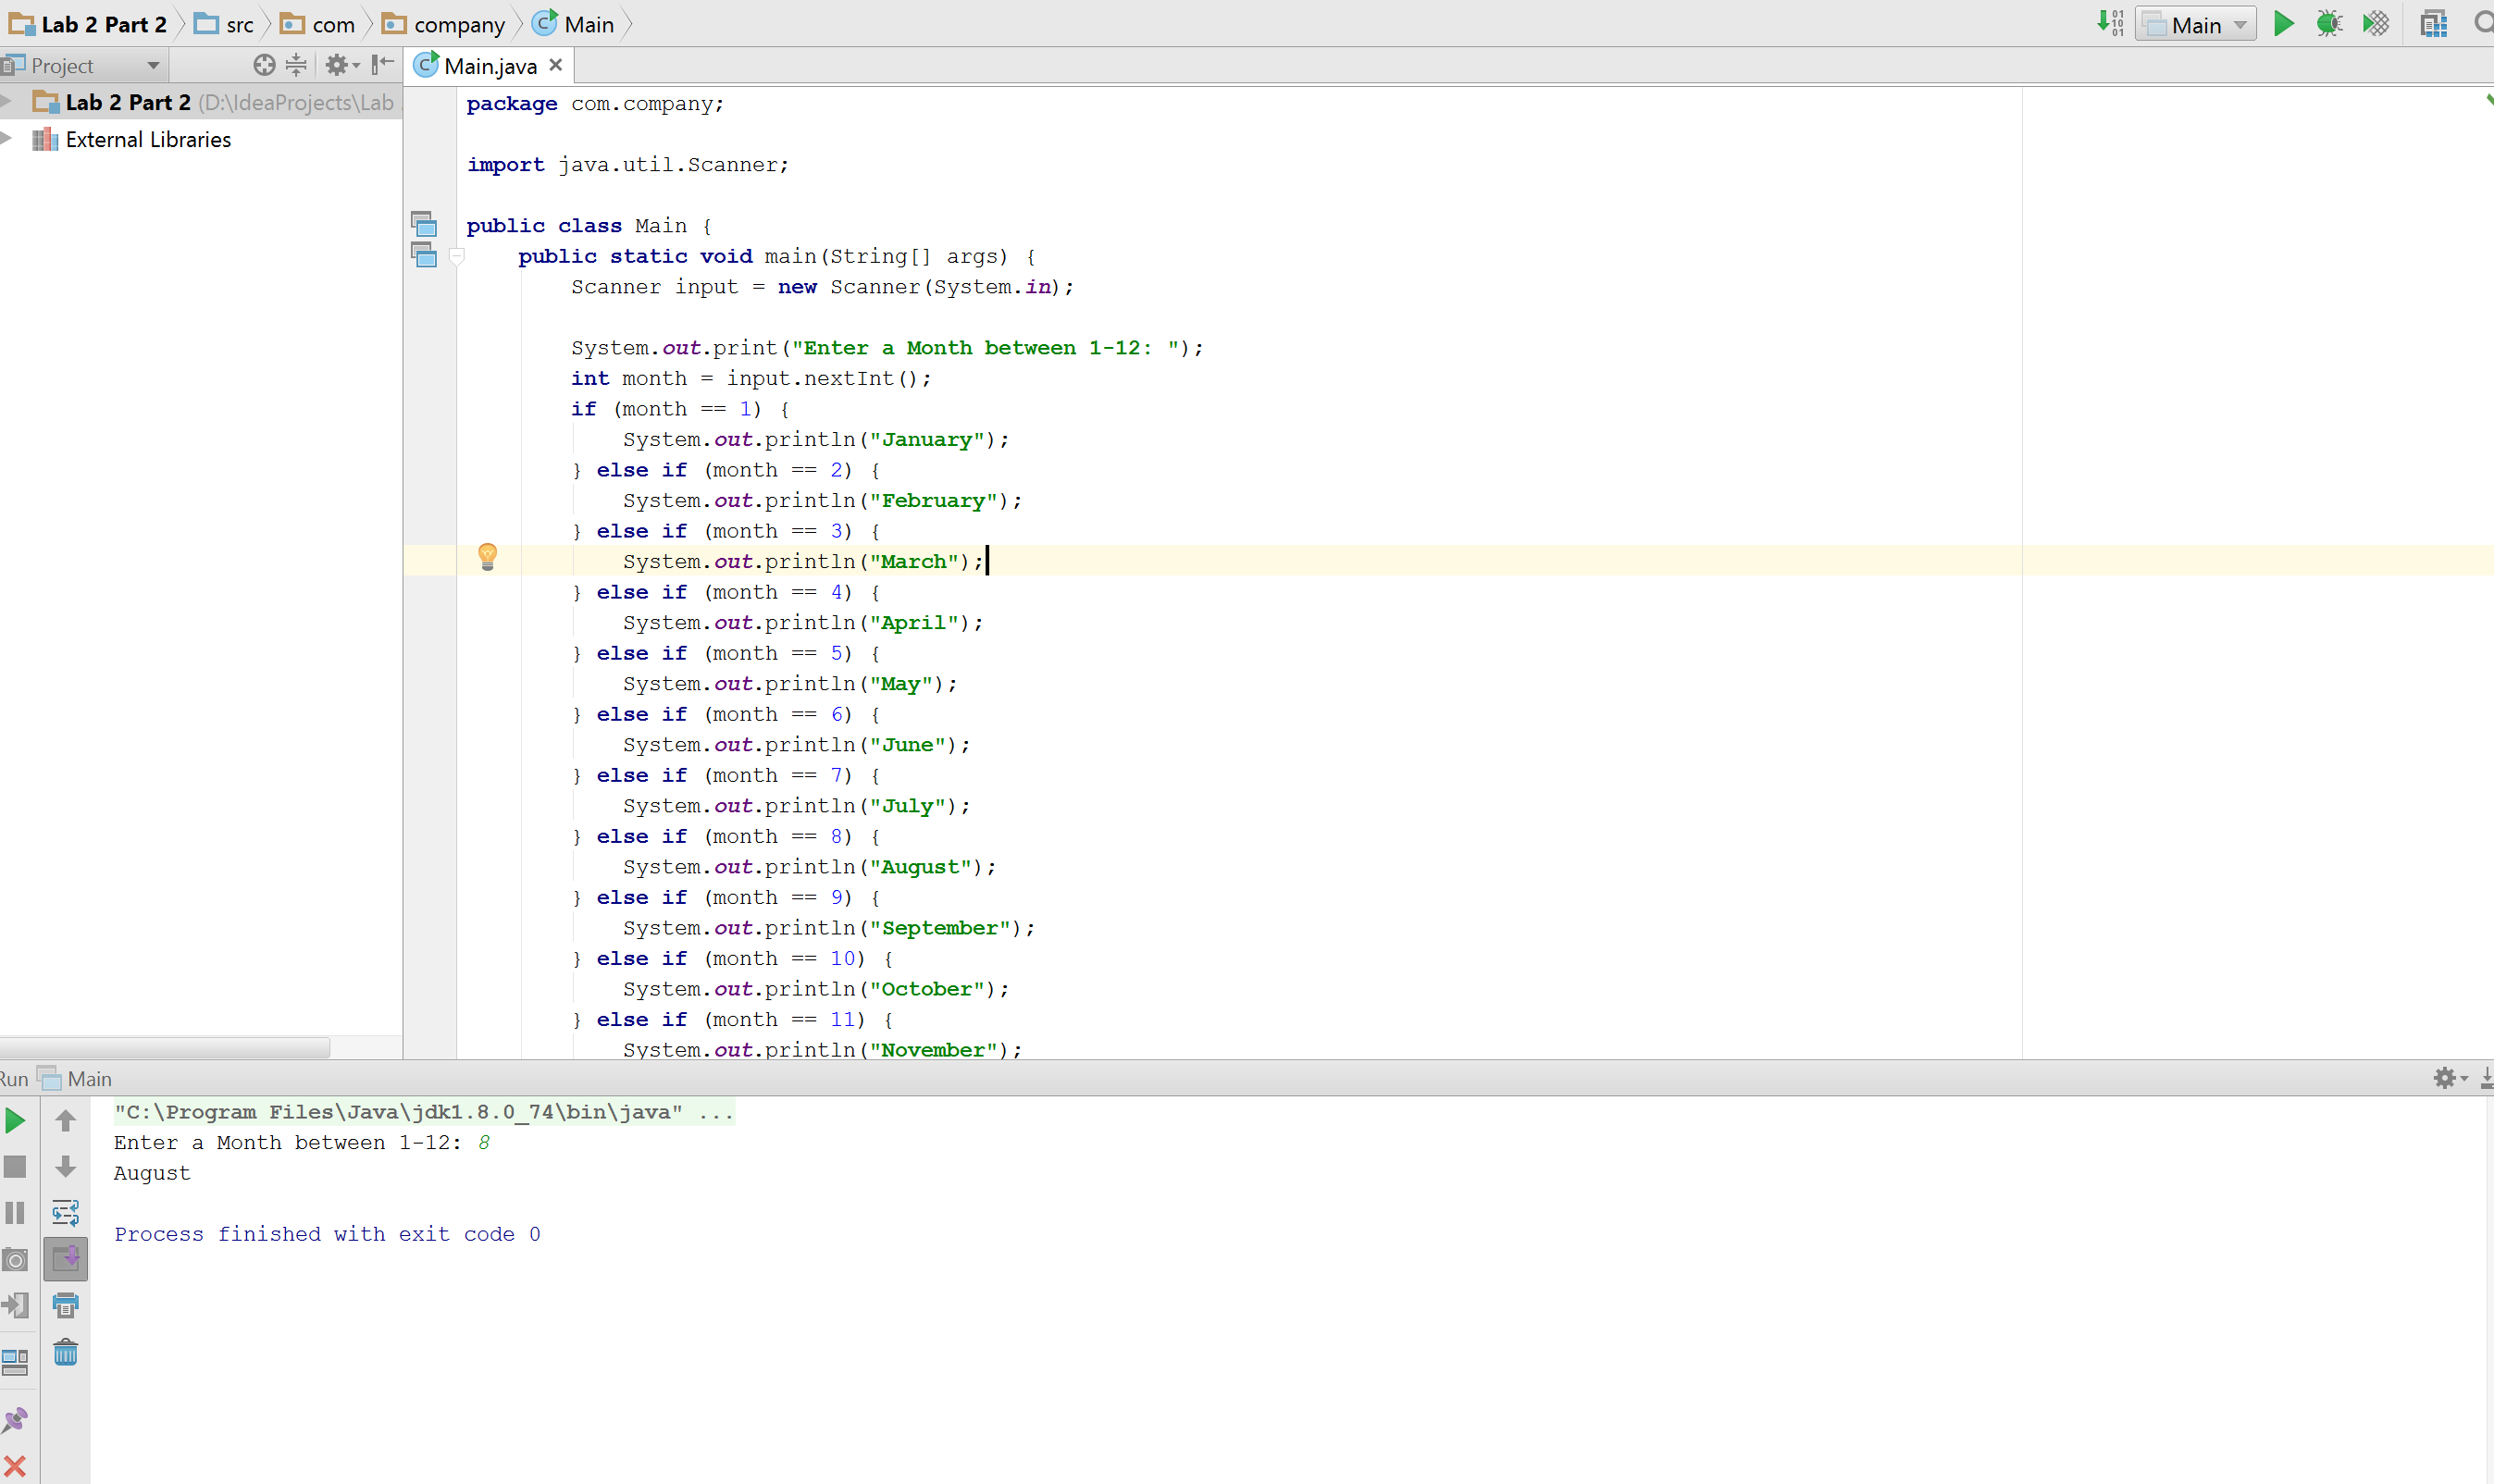 Lab 2 Part 2 src com company Main Main
Project Main.java
Lab 2 Part 2 (D:\IdeaProjects\Lab
External Libraries
package com.company;
import java.util.Scanner;
public class Main {
    public static void main(String[] args) {
        Scanner input = new Scanner(System.in);
        System.out.print("Enter a Month between 1-12: ");
        int month = input.nextInt();
        if (month == 1) {
            System.out.println("January");
        } else if (month == 2) {
            System.out.println("February");
        } else if (month == 3) {
            System.out.println("March");
        } else if (month == 4) {
            System.out.println("April");
        } else if (month == 5) {
            System.out.println("May");
        } else if (month == 6) {
            System.out.println("June");
        } else if (month == 7) {
            System.out.println("July");
        } else if (month == 8) {
            System.out.println("August");
        } else if (month == 9) {
            System.out.println("September");
        } else if (month == 10) {
            System.out.println("October");
        } else if (month == 11) {
            System.out.println("November");
Run Main
"C:\Program Files\Java\jdk1.8.0_74\bin\java" ...
Enter a Month between 1-12: 8
August
Process finished with exit code 0